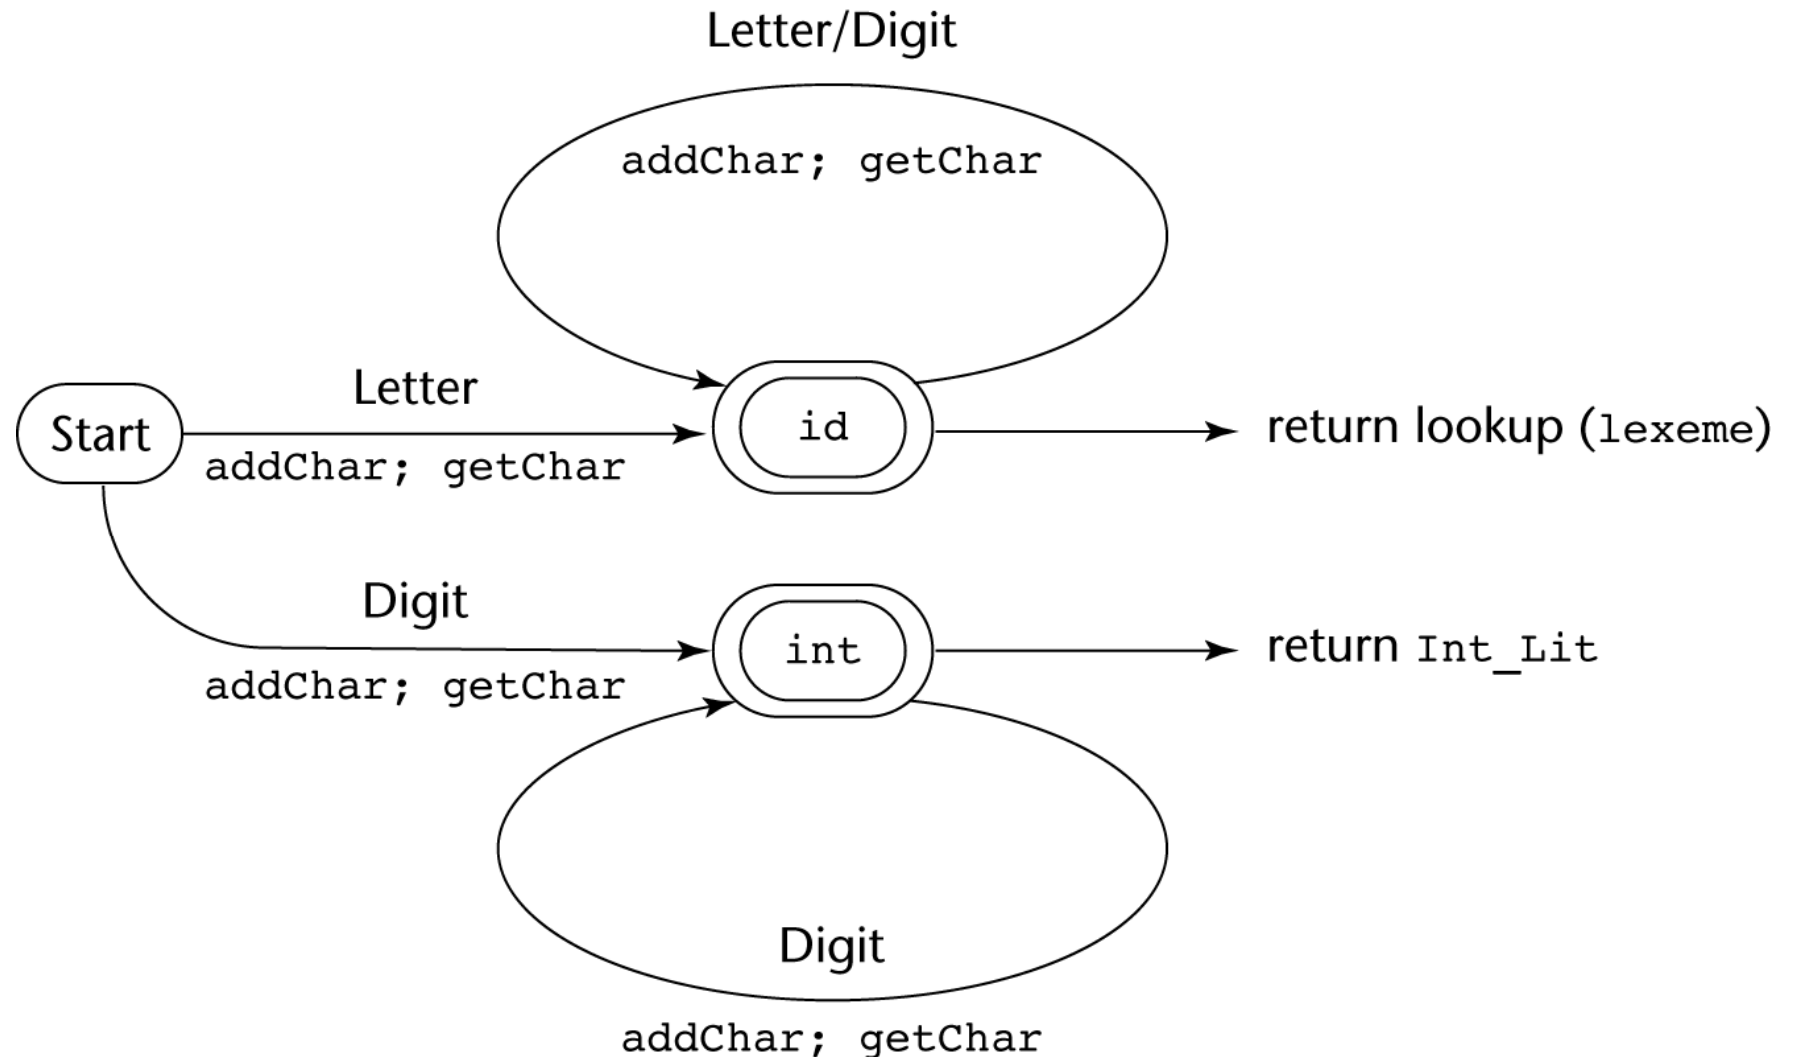 Letter/Digit
addChar; getChar
Letter
Start
addChar; getChar
id
return lookup (lexeme)
Digit
addChar; getChar
int
return Int_Lit
Digit
addChar; getChar